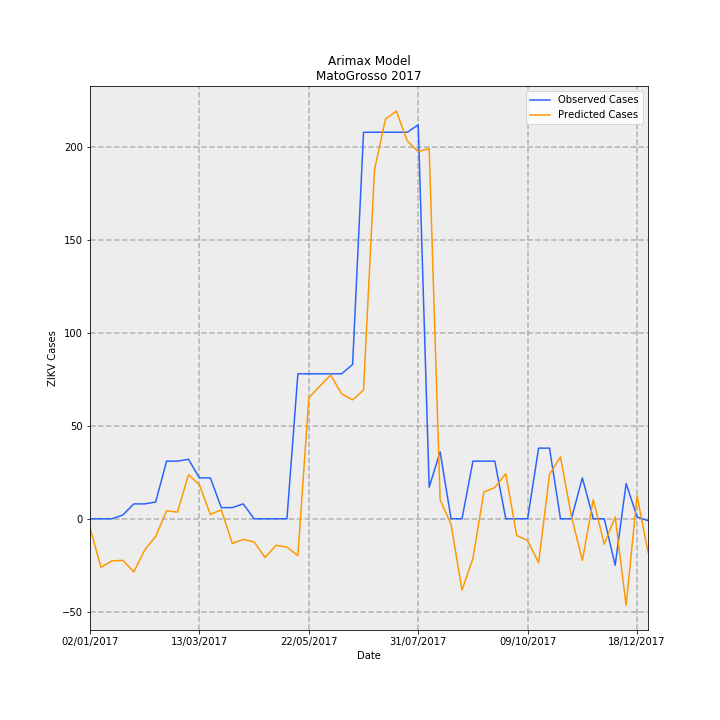 Arimax Model
MatoGrosso 2017
Observed Cases
Predicted Cases
200
150
100
50
0
−50
ZIKV Cases
02/01/2017 13/03/2017 22/05/2017 31/07/2017 09/10/2017 18/12/2017
Date